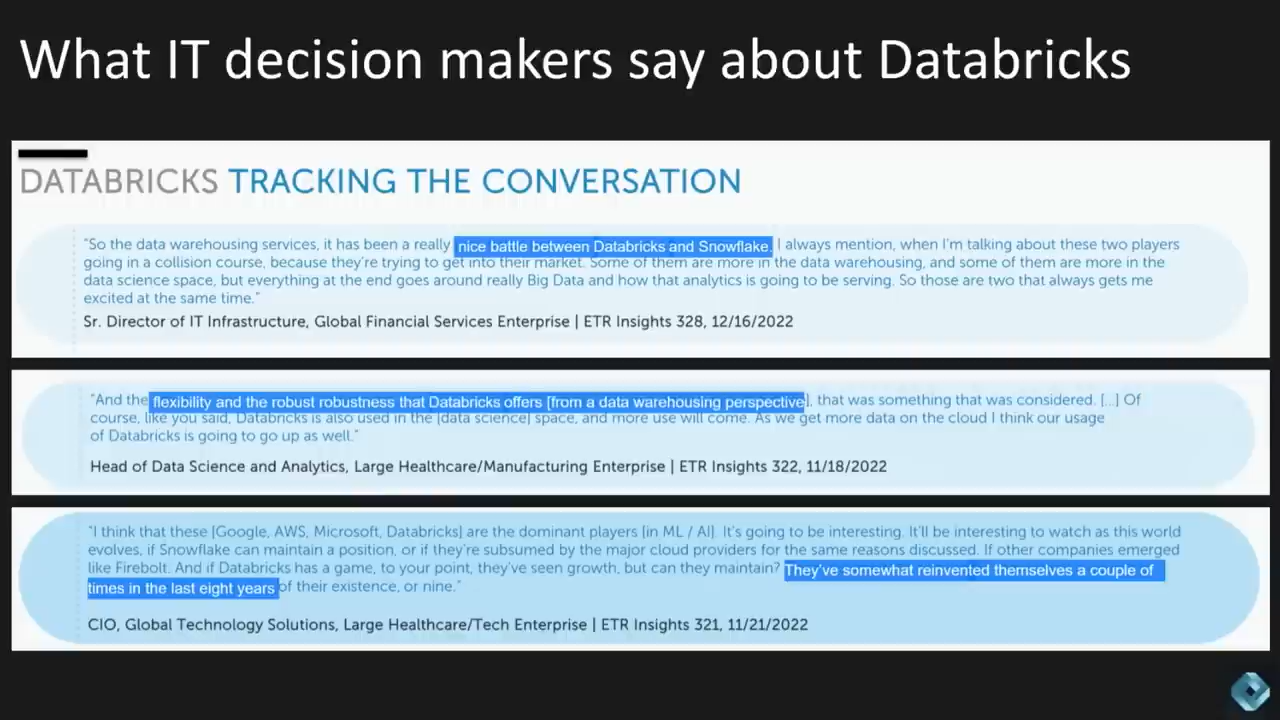 What IT decision makers say about Databricks
DATABRICKS TRACKING THE CONVERSATION
“So the data warehousing services, it has been a really nice battle between Databricks and Snowflake. I always mention, when I’m talking about these two players
going in a collision course, because they’re trying to get into their market. Some of them are more in the data warehousing, and some of them are more in the
data science space, but everything at the end goes around really Big Data and how that analytics is going to be serving. So those are two that always gets me
excited at the same time.”
Sr. Director of IT Infrastructure, Global Financial Services Enterprise | ETR Insights 328, 12/16/2022
“And the flexibility and the robust robustness that Databricks offers [from a data warehousing perspective], that was something that was considered. [...] Of
course, like you said, Databricks is also used in the [data science] space, and more use will come. As we get more data on the cloud I think our usage
of Databricks is going to go up as well.”
Head of Data Science and Analytics, Large Healthcare/Manufacturing Enterprise | ETR Insights 322, 11/18/2022
“I think that these [Google, AWS, Microsoft, Databricks] are the dominant players [in ML / AI]. It’s going to be interesting. It’ll be interesting to watch as this world
evolves, if Snowflake can maintain a position, or if they’re subsumed by the major cloud providers for the same reasons discussed. If other companies emerged
like Firebolt. And if Databricks has a game, to your point, they’ve seen growth, but can they maintain? They’ve somewhat reinvented themselves a couple of
times in the last eight years of their existence, or nine.”
CIO, Global Technology Solutions, Large Healthcare/Tech Enterprise | ETR Insights 321, 11/21/2022